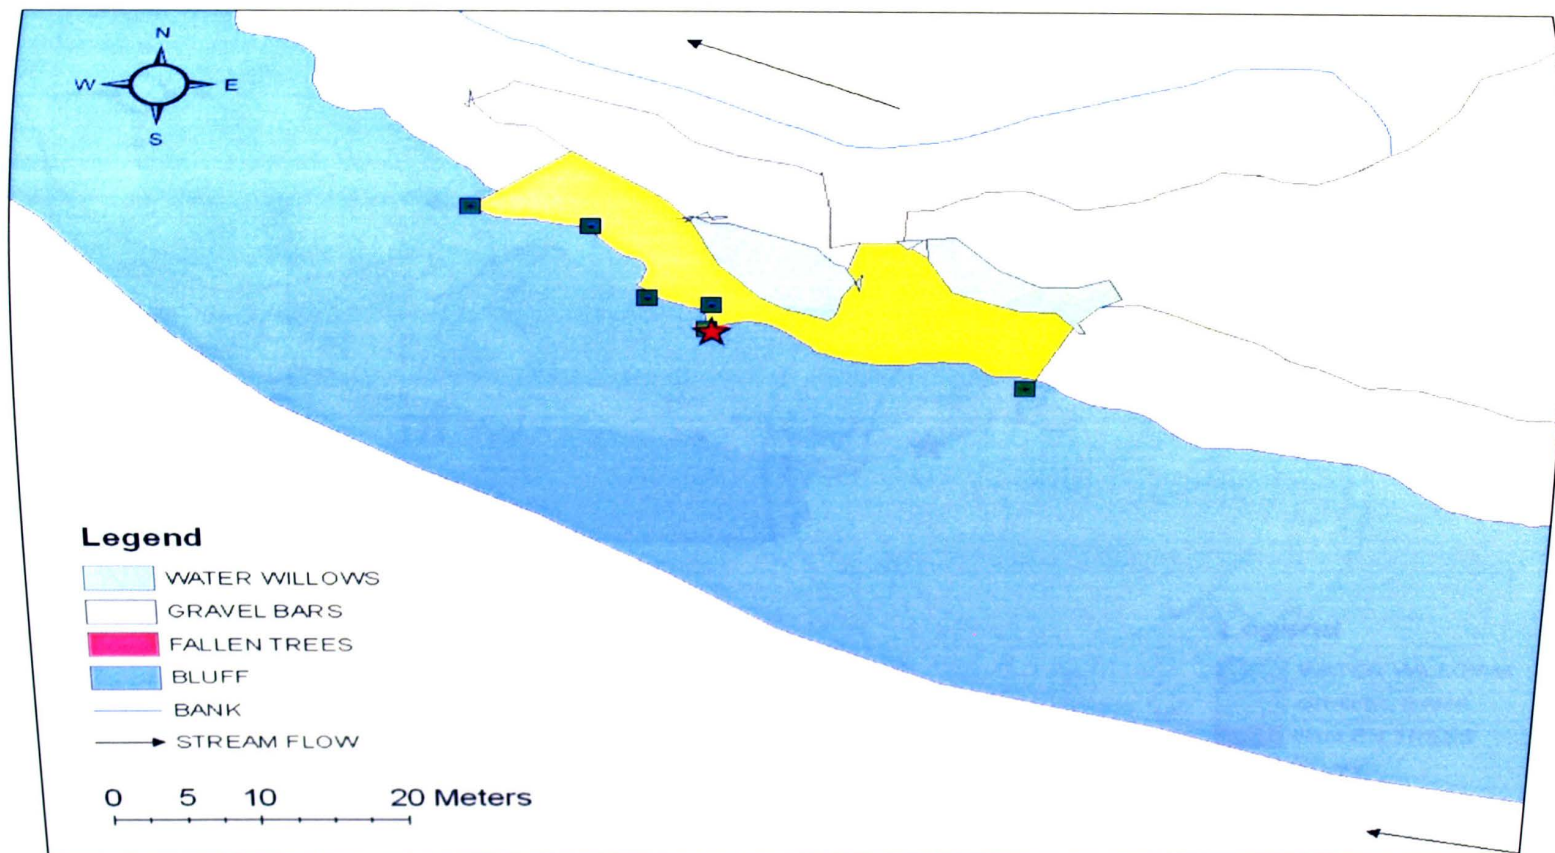 N
W E
S
Legend
WATER WILLOWS
GRAVEL BARS
FALLEN TREES
BLUFF
BANK
STREAM FLOW
0 5 10 20 Meters